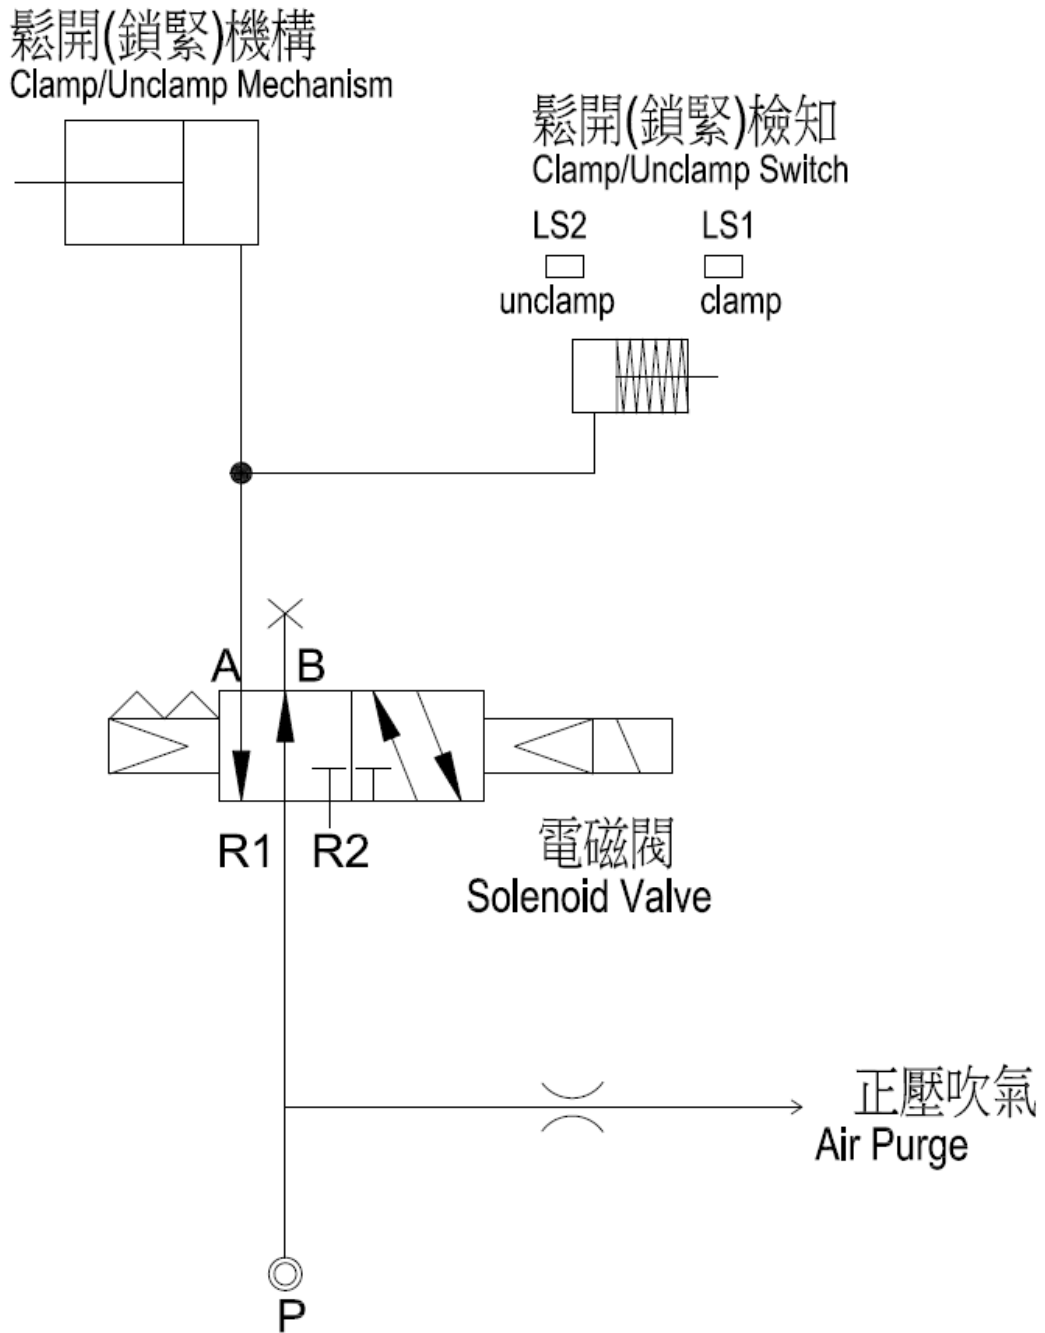 鬆開(鎖緊)機構
Clamp/Unclamp Mechanism
鬆開(鎖緊)檢知
Clamp/Unclamp Switch
LS2 LS1
unclamp clamp
A B
R1 R2
電磁閥
Solenoid Valve
正壓吹氣
Air Purge
P